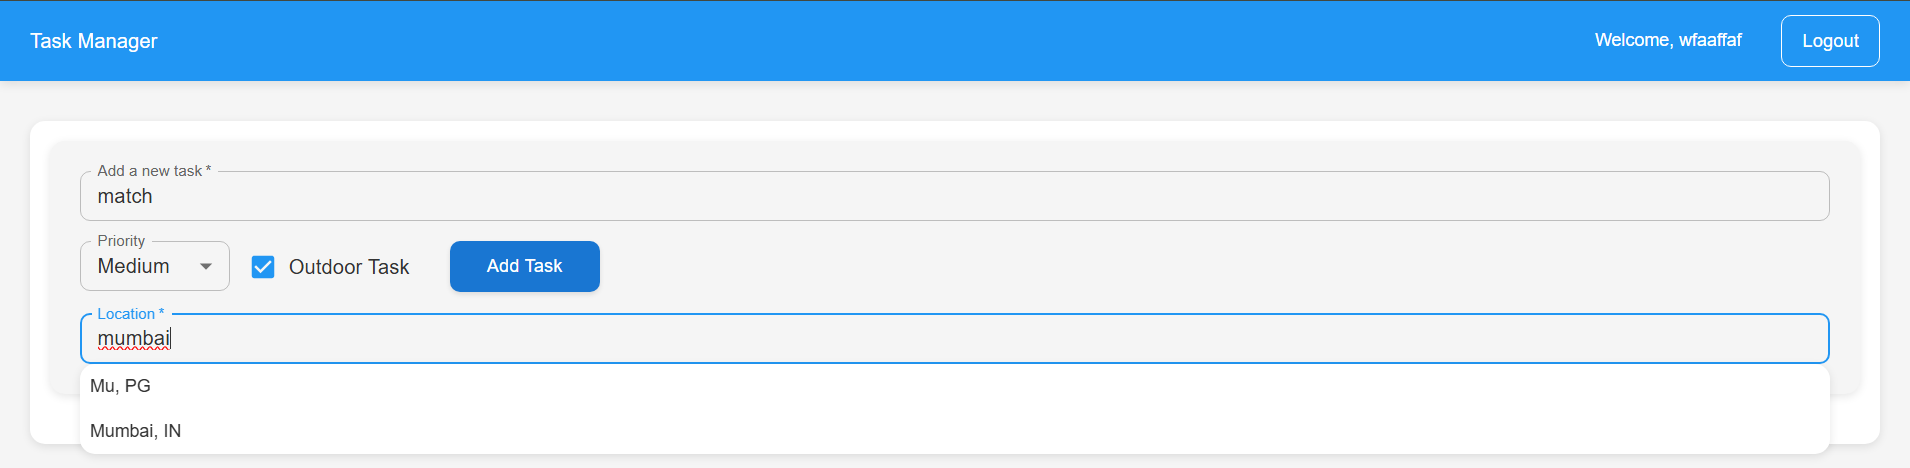 Task Manager
Welcome, wfaaffaf
Logout
Add a new task *
match
Priority
Medium
Outdoor Task
Add Task
Location *
mumbai
Mu, PG
Mumbai, IN